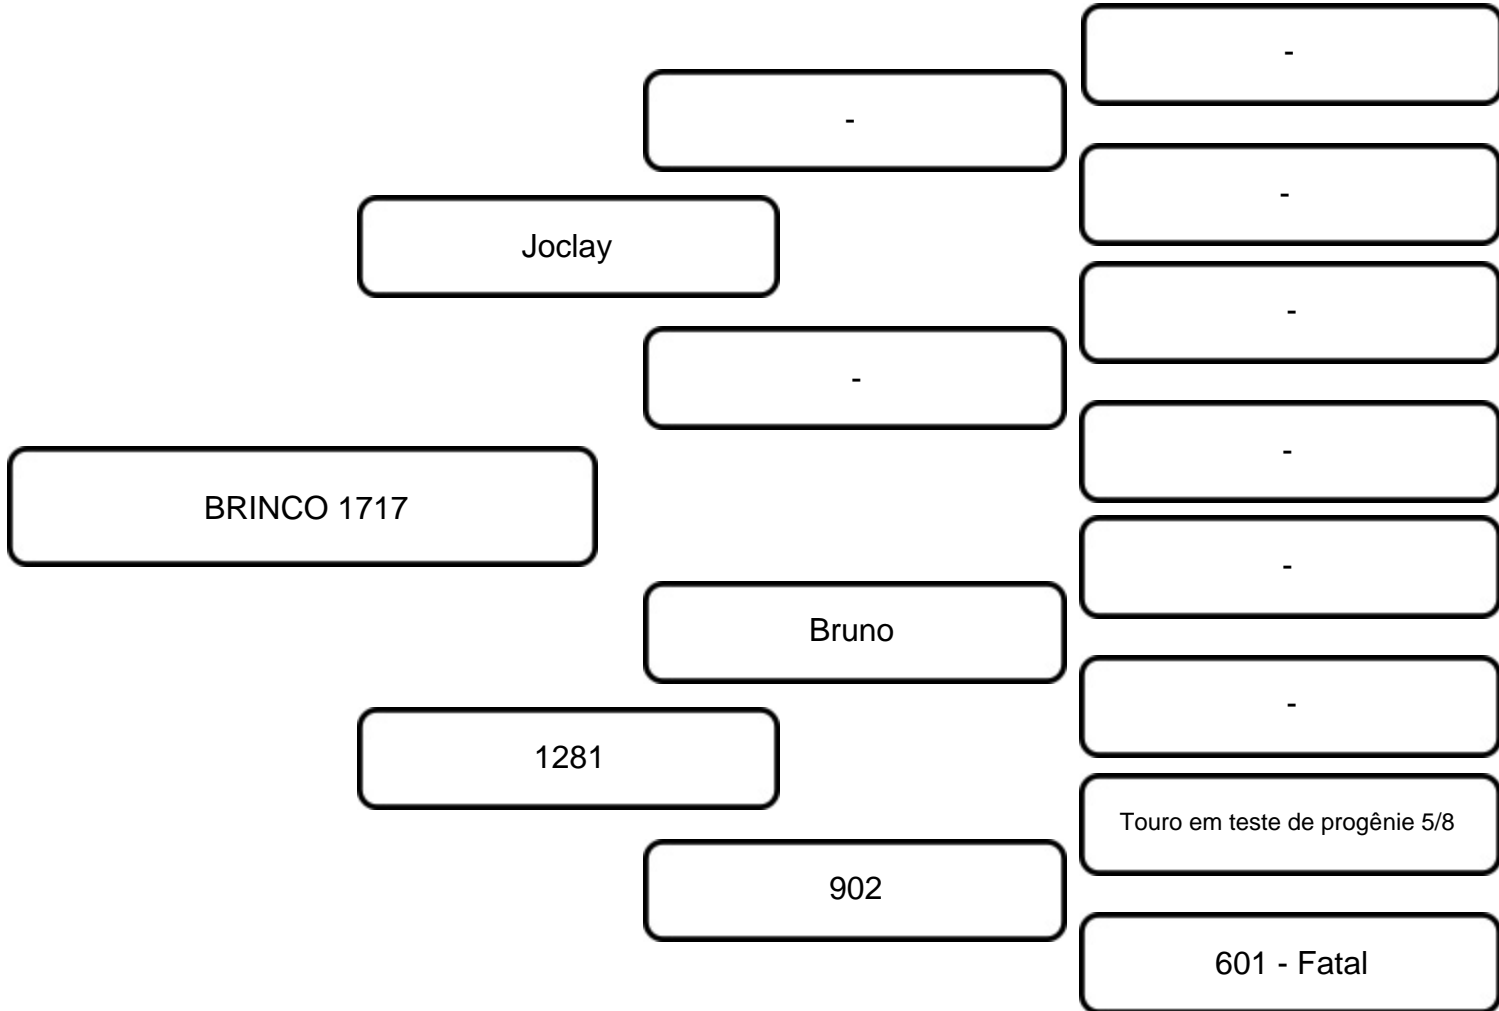 -
-
-
Joclay
-
-
-
BRINCO 1717
-
Bruno
-
1281
Touro em teste de progênie 5/8
902
601 - Fatal